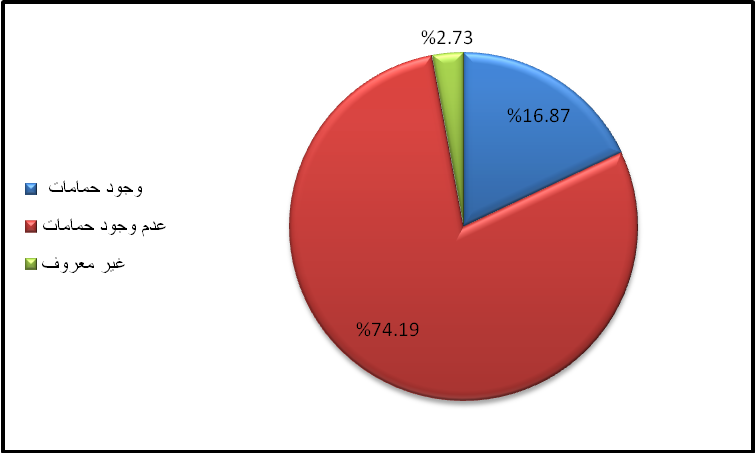 %2.73
%16.87
وجود حمامات
عدم وجود حمامات
غير معروف
%74.19